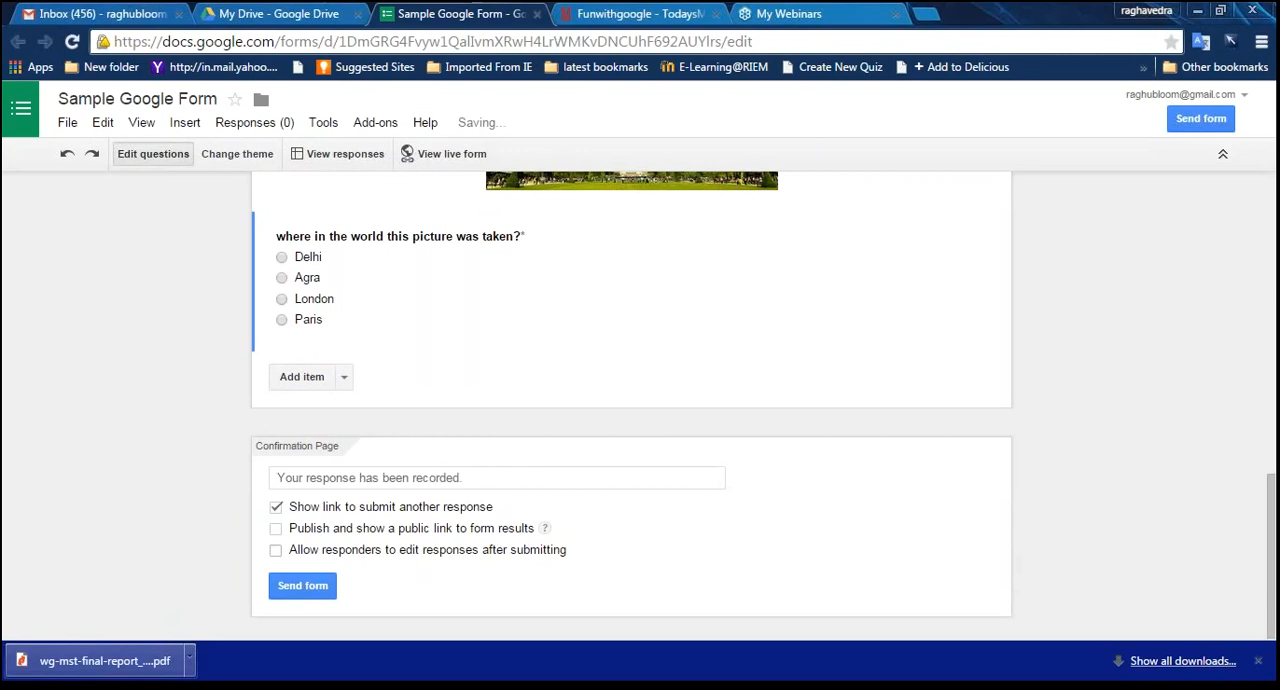 Inbox (456) - raghubloom
My Drive - Google Drive
Sample Google Form - Go
Funwithgoogle - TodaysM
My Webinars
raghavedra
https://docs.google.com/forms/d/1DmGRG4Fvyw1QalIvmXRwH4LrWMKvDNCUhF692AUYlrs/edit
Apps
New folder
http://in.mail.yahoo....
Suggested Sites
Imported From IE
latest bookmarks
E-Learning@RIEM
Create New Quiz
+ Add to Delicious
»
Other bookmarks
Sample Google Form
raghubloom@gmail.com
File Edit View Insert Responses (0) Tools Add-ons Help Saving...
Send form
Edit questions Change theme View responses View live form
where in the world this picture was taken?*
Delhi
Agra
London
Paris
Add item
Confirmation Page
Your response has been recorded.
Show link to submit another response
Publish and show a public link to form results ?
Allow responders to edit responses after submitting
Send form
wg-mst-final-report_....pdf
Show all downloads...